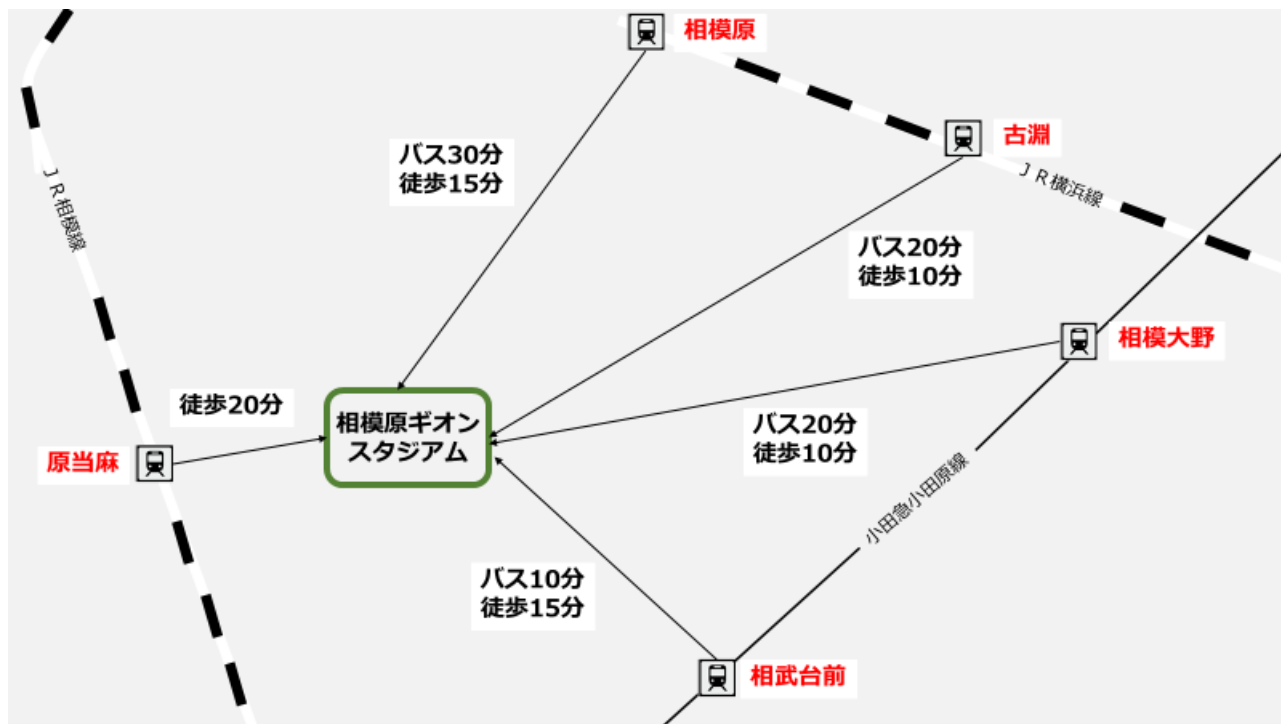 相模原
古淵
バス30分
徒歩15分
JR相模線
JR横浜線
バス20分
徒歩10分
相模大野
徒歩20分
相模原ギオン
スタジアム
バス20分
徒歩10分
原当麻
小田急小田原線
バス10分
徒歩15分
相武台前